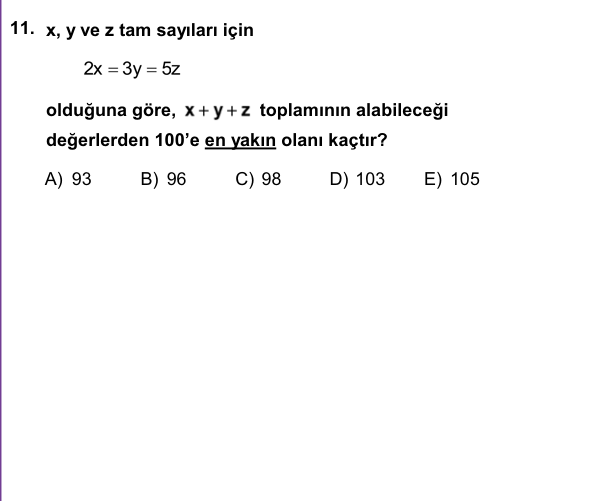 11. x, y ve z tam sayıları için
2x = 3y = 5z
olduğuna göre, x + y + z toplamının alabileceği
değerlerden 100’e en yakın olanı kaçtır?
A) 93 B) 96 C) 98 D) 103 E) 105